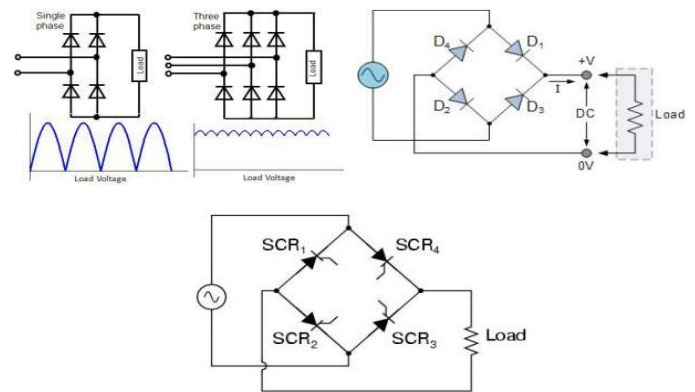 Single
phase
Load
Load Voltage
Three
phase
Load
Load Voltage
D4
D1
D2
D3
+V
I
DC
0V
Load
SCR1
SCR4
SCR2
SCR3
Load